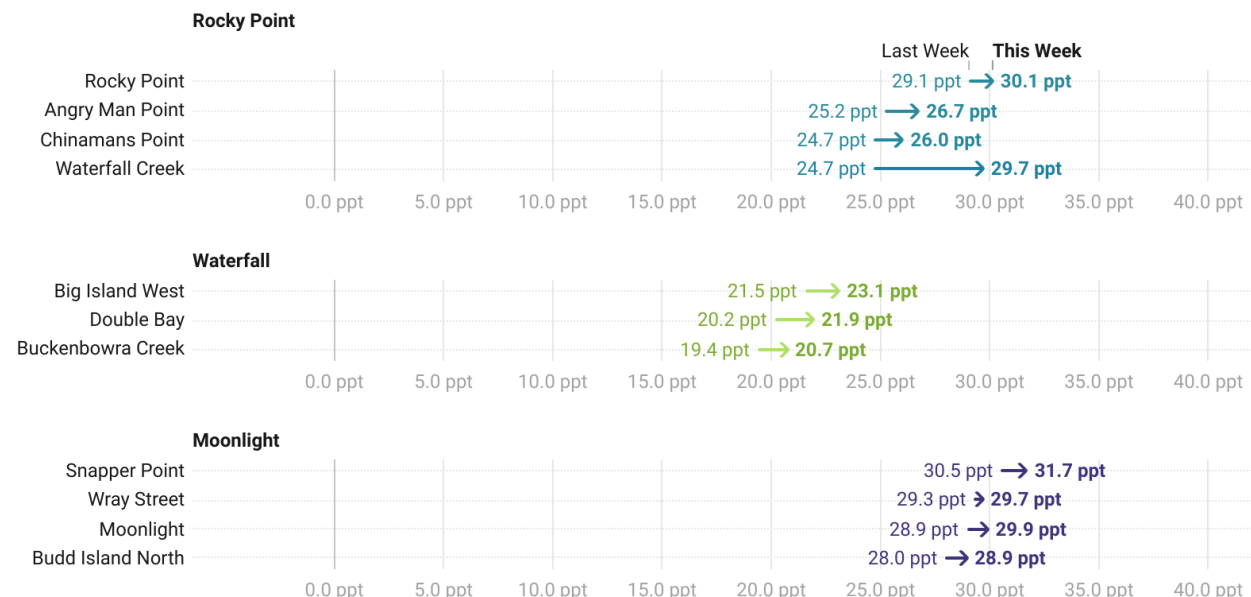 Rocky Point
Last Week This Week
Rocky Point 29.1 ppt 30.1 ppt
Angry Man Point 25.2 ppt 26.7 ppt
Chinamans Point 24.7 ppt 26.0 ppt
Waterfall Creek 24.7 ppt 29.7 ppt
0.0 ppt 5.0 ppt 10.0 ppt 15.0 ppt 20.0 ppt 25.0 ppt 30.0 ppt 35.0 ppt 40.0 ppt
Waterfall
Big Island West 21.5 ppt 23.1 ppt
Double Bay 20.2 ppt 21.9 ppt
Buckenbowra Creek 19.4 ppt 20.7 ppt
0.0 ppt 5.0 ppt 10.0 ppt 15.0 ppt 20.0 ppt 25.0 ppt 30.0 ppt 35.0 ppt 40.0 ppt
Moonlight
Snapper Point 30.5 ppt 31.7 ppt
Wray Street 29.3 ppt 29.7 ppt
Moonlight 28.9 ppt 29.9 ppt
Budd Island North 28.0 ppt 28.9 ppt
0.0 ppt 5.0 ppt 10.0 ppt 15.0 ppt 20.0 ppt 25.0 ppt 30.0 ppt 35.0 ppt 40.0 ppt